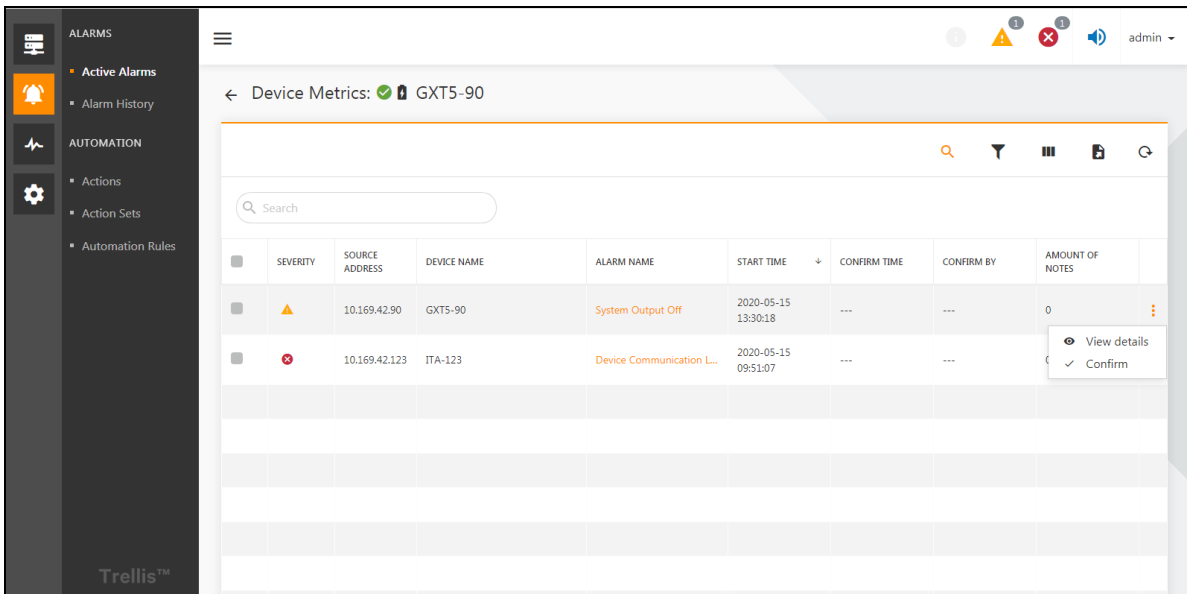 ALARMS
Active Alarms
Alarm History
AUTOMATION
Actions
Action Sets
Automation Rules
Trellis™
1
1
admin
Device Metrics: GXT5-90
Search
SEVERITY
SOURCE
ADDRESS
DEVICE NAME
ALARM NAME
START TIME
CONFIRM TIME
CONFIRM BY
AMOUNT OF
NOTES
10.169.42.90 GXT5-90 System Output Off
2020-05-15
13:30:18
--- --- 0
10.169.42.123 ITA-123 Device Communication L...
2020-05-15
09:51:07
--- ---
View details
Confirm